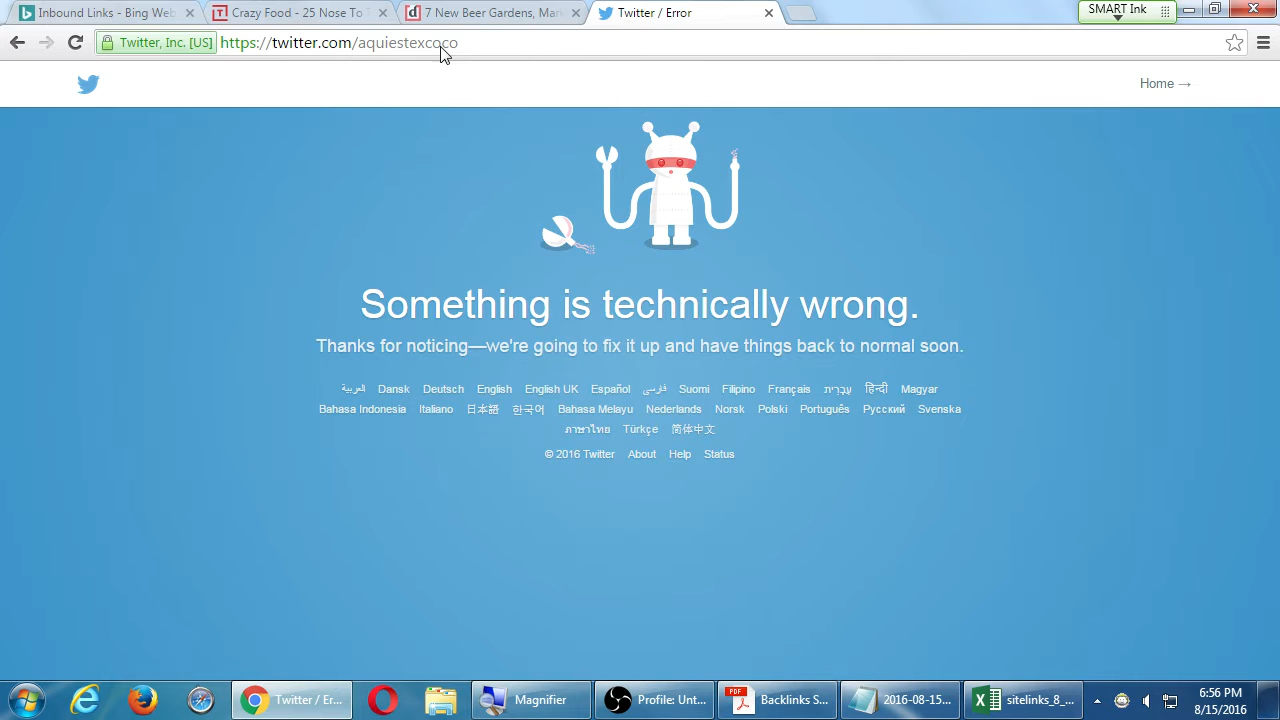 Inbound Links - Bing Web
Crazy Food - 25 Nose To T
7 New Beer Gardens, Man
Twitter / Error
SMART Ink
Twitter, Inc. [US]
https://twitter.com/aquiestexcoco
Home →
Something is technically wrong.
Thanks for noticing—we're going to fix it up and have things back to normal soon.
العربية Dansk Deutsch English English UK Español فارسی Suomi Filipino Français עִבְרִית हिन्दी Magyar
Bahasa Indonesia Italiano 日本語 한국어 Bahasa Melayu Nederlands Norsk Polski Português Русский Svenska
ภาษาไทย Türkçe 简体中文
© 2016 Twitter About Help Status
Twitter / Er...
Magnifier
Profile: Unt...
PDF
Backlinks S...
2016-08-15...
sitelinks_8_...
6:56 PM
8/15/2016